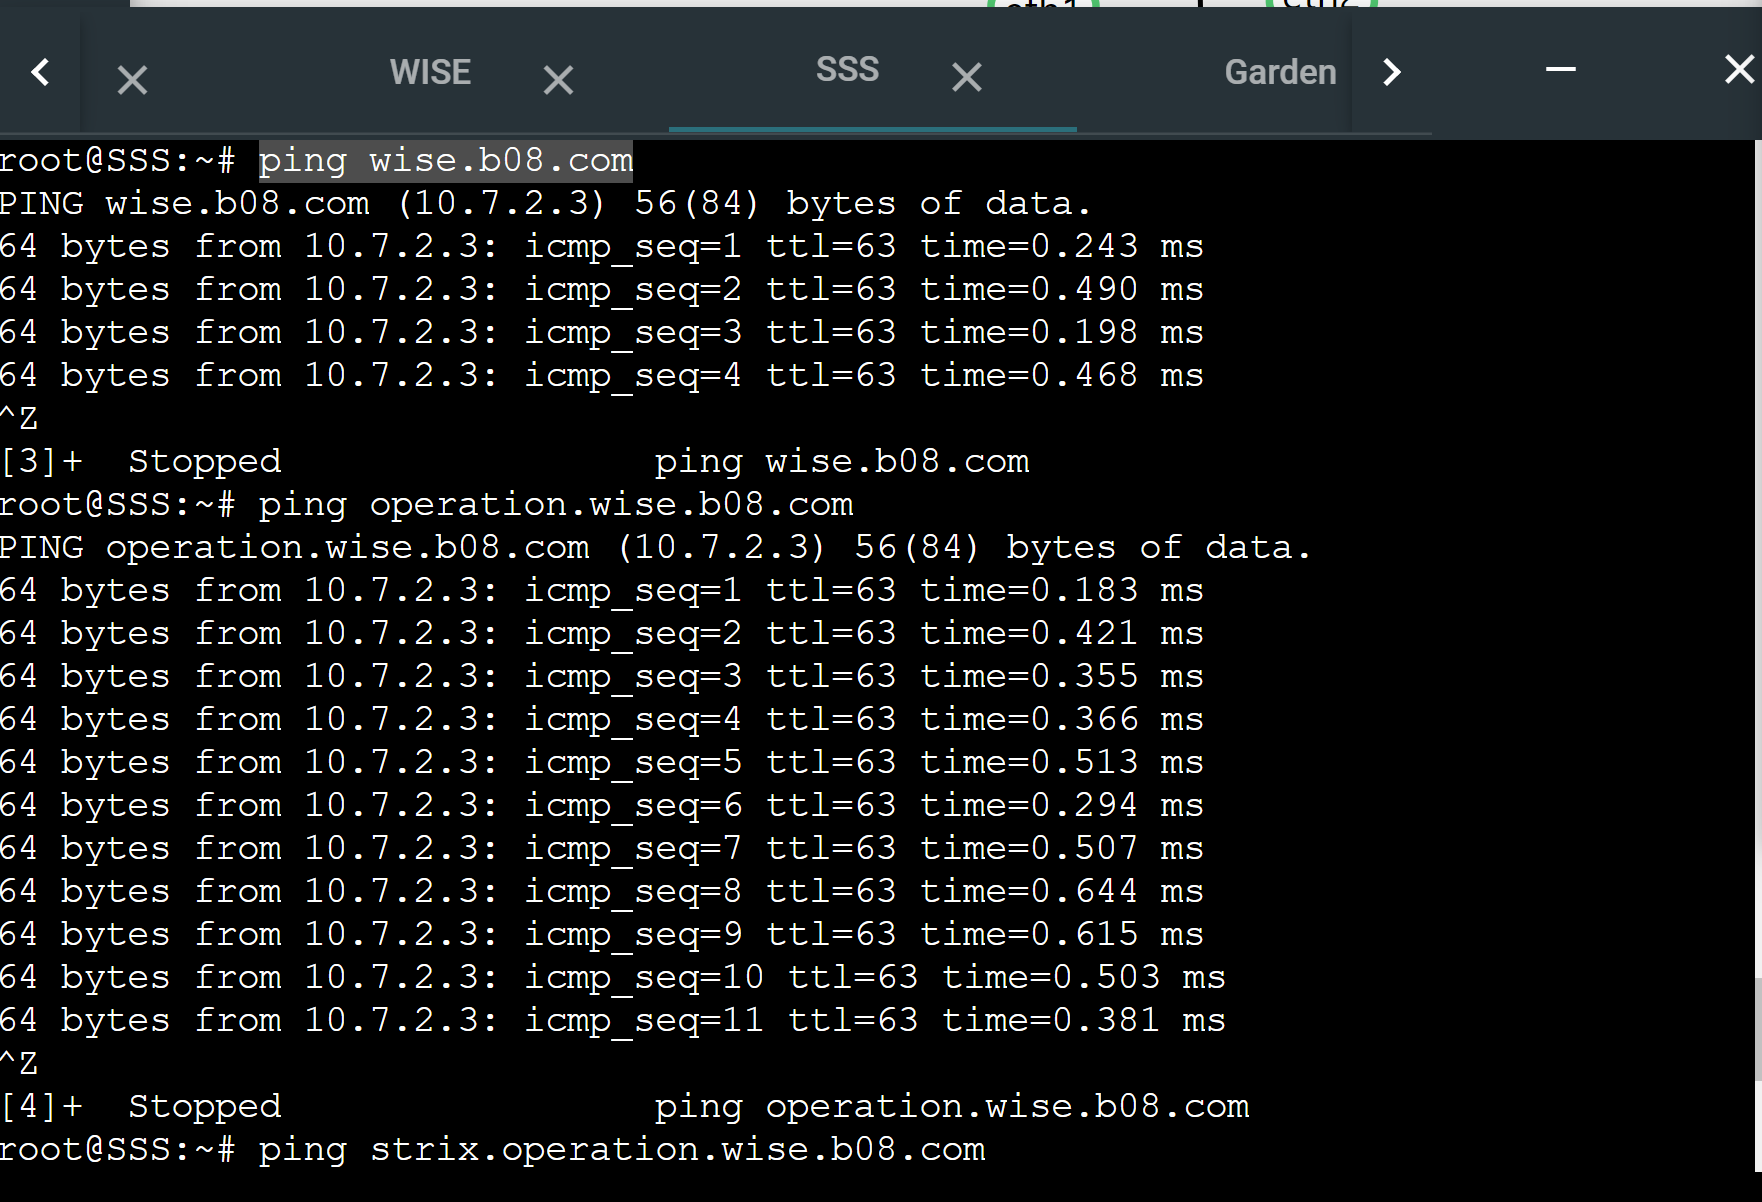 eth1 eth2
WISE SSS Garden
root@SSS:~# ping wise.b08.com
PING wise.b08.com (10.7.2.3) 56(84) bytes of data.
64 bytes from 10.7.2.3: icmp_seq=1 ttl=63 time=0.243 ms
64 bytes from 10.7.2.3: icmp_seq=2 ttl=63 time=0.490 ms
64 bytes from 10.7.2.3: icmp_seq=3 ttl=63 time=0.198 ms
64 bytes from 10.7.2.3: icmp_seq=4 ttl=63 time=0.468 ms
^Z
[3]+  Stopped                 ping wise.b08.com
root@SSS:~# ping operation.wise.b08.com
PING operation.wise.b08.com (10.7.2.3) 56(84) bytes of data.
64 bytes from 10.7.2.3: icmp_seq=1 ttl=63 time=0.183 ms
64 bytes from 10.7.2.3: icmp_seq=2 ttl=63 time=0.421 ms
64 bytes from 10.7.2.3: icmp_seq=3 ttl=63 time=0.355 ms
64 bytes from 10.7.2.3: icmp_seq=4 ttl=63 time=0.366 ms
64 bytes from 10.7.2.3: icmp_seq=5 ttl=63 time=0.513 ms
64 bytes from 10.7.2.3: icmp_seq=6 ttl=63 time=0.294 ms
64 bytes from 10.7.2.3: icmp_seq=7 ttl=63 time=0.507 ms
64 bytes from 10.7.2.3: icmp_seq=8 ttl=63 time=0.644 ms
64 bytes from 10.7.2.3: icmp_seq=9 ttl=63 time=0.615 ms
64 bytes from 10.7.2.3: icmp_seq=10 ttl=63 time=0.503 ms
64 bytes from 10.7.2.3: icmp_seq=11 ttl=63 time=0.381 ms
^Z
[4]+  Stopped                 ping operation.wise.b08.com
root@SSS:~# ping strix.operation.wise.b08.com